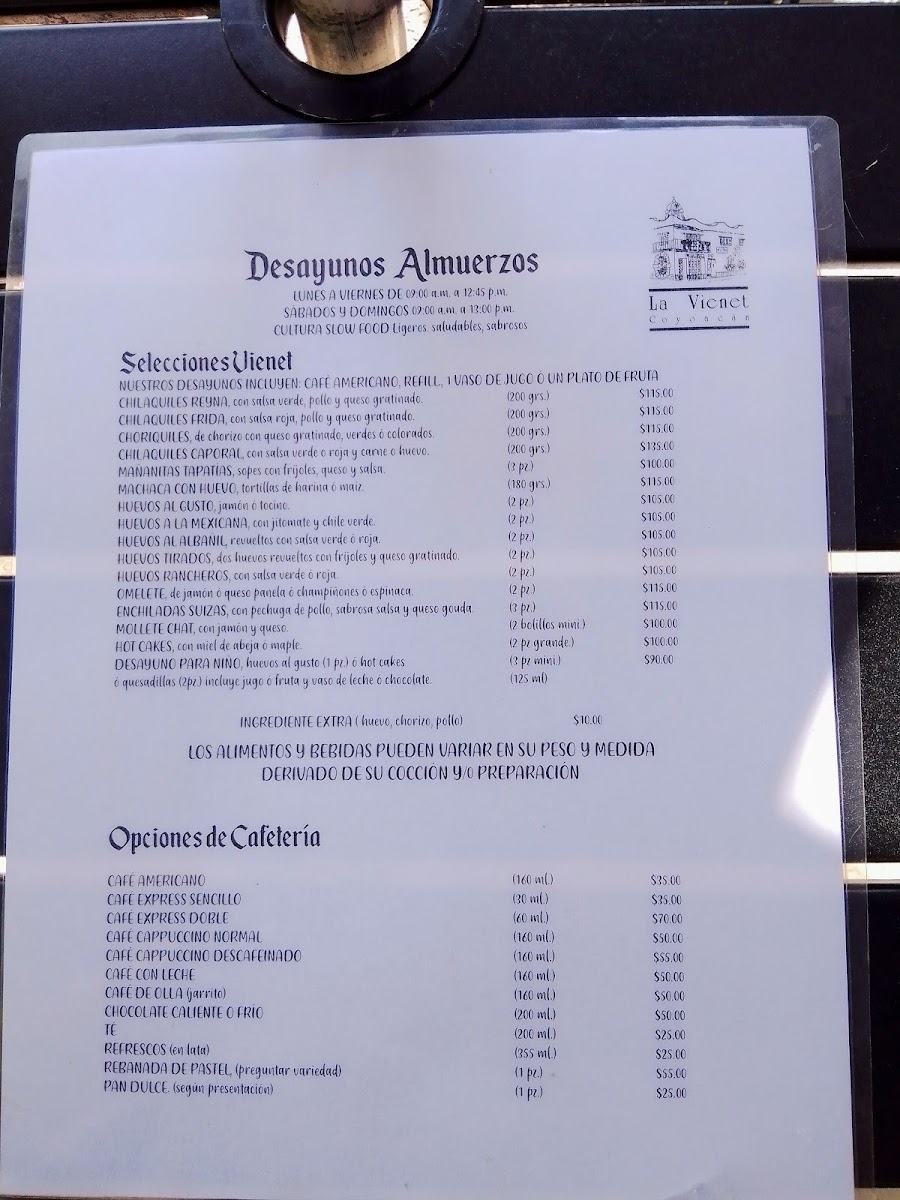 Desayunos Almuerzos
LUNES A VIERNES DE 09:00 a.m. a 12:45 p.m.
SÁBADOS Y DOMINGOS 09:00 a.m. a 13:00 p.m.
CULTURA SLOW FOOD Ligeros, saludables, sabrosos
La Vienet
Coyoacán
Selecciones Vienet
NUESTROS DESAYUNOS INCLUYEN: CAFÉ AMERICANO, REFILL, 1 VASO DE JUGO Ó UN PLATO DE FRUTA
CHILAQUILES REYNA, con salsa verde, pollo y queso gratinado. (200 grs.) $115.00
CHILAQUILES FRIDA, con salsa roja, pollo y queso gratinado. (200 grs.) $115.00
CHORIQUILES, de chorizo con queso gratinado, verdes ó colorados. (200 grs.) $115.00
CHILAQUILES CAPORAL, con salsa verde o roja y carne o huevo. (200 grs.) $135.00
MAÑANITAS TAPATÍAS, sopes con frijoles, queso y salsa. (3 pz.) $100.00
MACHACA CON HUEVO, tortillas de harina ó maíz. (180 grs.) $115.00
HUEVOS AL GUSTO, jamón ó tocino. (2 pz.) $105.00
HUEVOS A LA MEXICANA, con jitomate y chile verde. (2 pz.) $105.00
HUEVOS AL ALBAÑIL, revueltos con salsa verde ó roja. (2 pz.) $105.00
HUEVOS TIRADOS, dos huevos revueltos con frijoles y queso gratinado. (2 pz.) $105.00
HUEVOS RANCHEROS, con salsa verde ó roja. (2 pz.) $105.00
OMELETE, de jamón ó queso panela ó champiñones ó espinaca. (2 pz.) $115.00
ENCHILADAS SUIZAS, con pechuga de pollo, sabrosa salsa y queso gouda. (3 pz.) $115.00
MOLLETE CHAT, con jamón y queso. (2 bolillos mini.) $100.00
HOT CAKES, con miel de abeja ó maple. (2 pz grande.) $100.00
DESAYUNO PARA NIÑO, huevos al gusto (1 pz.) ó hot cakes (3 pz mini.) $90.00
ó quesadillas (2pz.) incluye jugo ó fruta y vaso de leche ó chocolate. (125 ml)
INGREDIENTE EXTRA ( huevo, chorizo, pollo) $10.00
LOS ALIMENTOS Y BEBIDAS PUEDEN VARIAR EN SU PESO Y MEDIDA
DERIVADO DE SU COCCIÓN Y/O PREPARACIÓN
Opciones de Cafetería
CAFÉ AMERICANO (160 ml.) $35.00
CAFÉ EXPRESS SENCILLO (30 ml.) $35.00
CAFÉ EXPRESS DOBLE (60 ml.) $70.00
CAFÉ CAPPUCCINO NORMAL (160 ml.) $50.00
CAFÉ CAPPUCCINO DESCAFEINADO (160 ml.) $55.00
CAFÉ CON LECHE (160 ml.) $50.00
CAFÉ DE OLLA (jarrito) (160 ml.) $50.00
CHOCOLATE CALIENTE O FRÍO (200 ml.) $50.00
TÉ (200 ml.) $25.00
REFRESCOS (en lata) (355 ml.) $25.00
REBANADA DE PASTEL, (preguntar variedad) (1 pz.) $55.00
PAN DULCE. (según presentación) (1 pz.) $25.00